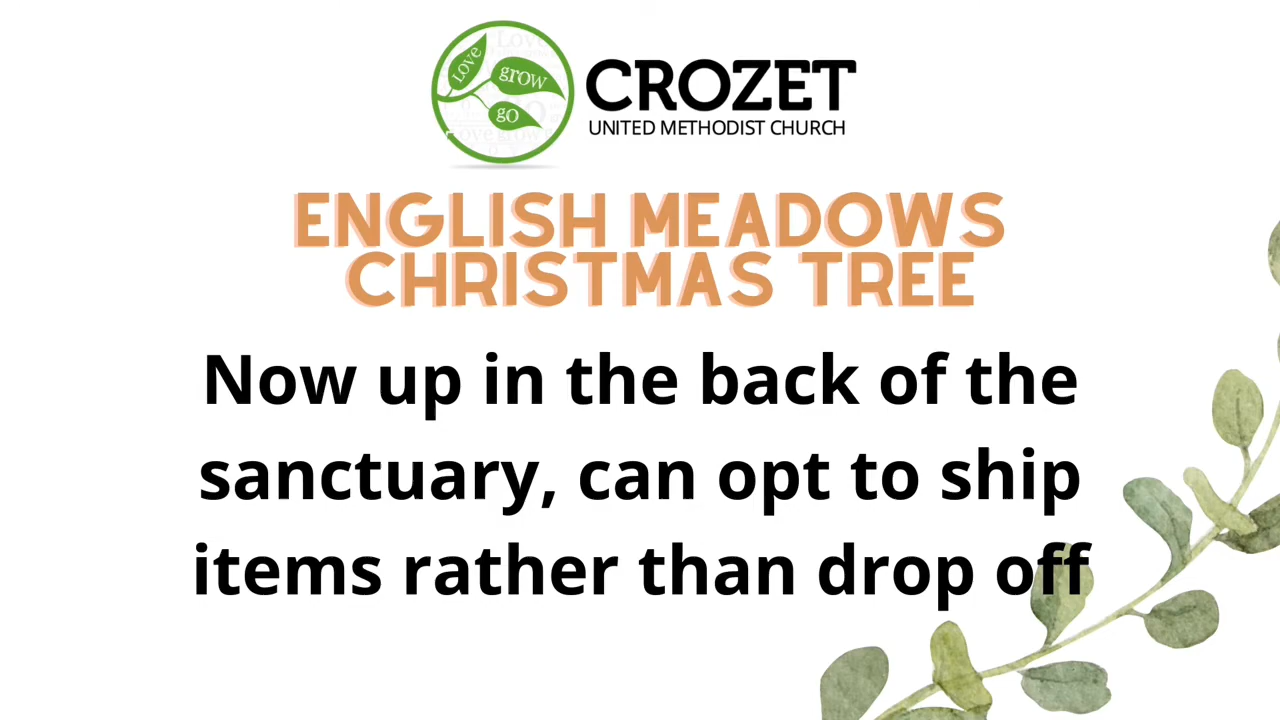 Love
grow
go
CROZET
UNITED METHODIST CHURCH
ENGLISH MEADOWS
CHRISTMAS TREE
Now up in the back of the
sanctuary, can opt to ship
items rather than drop off